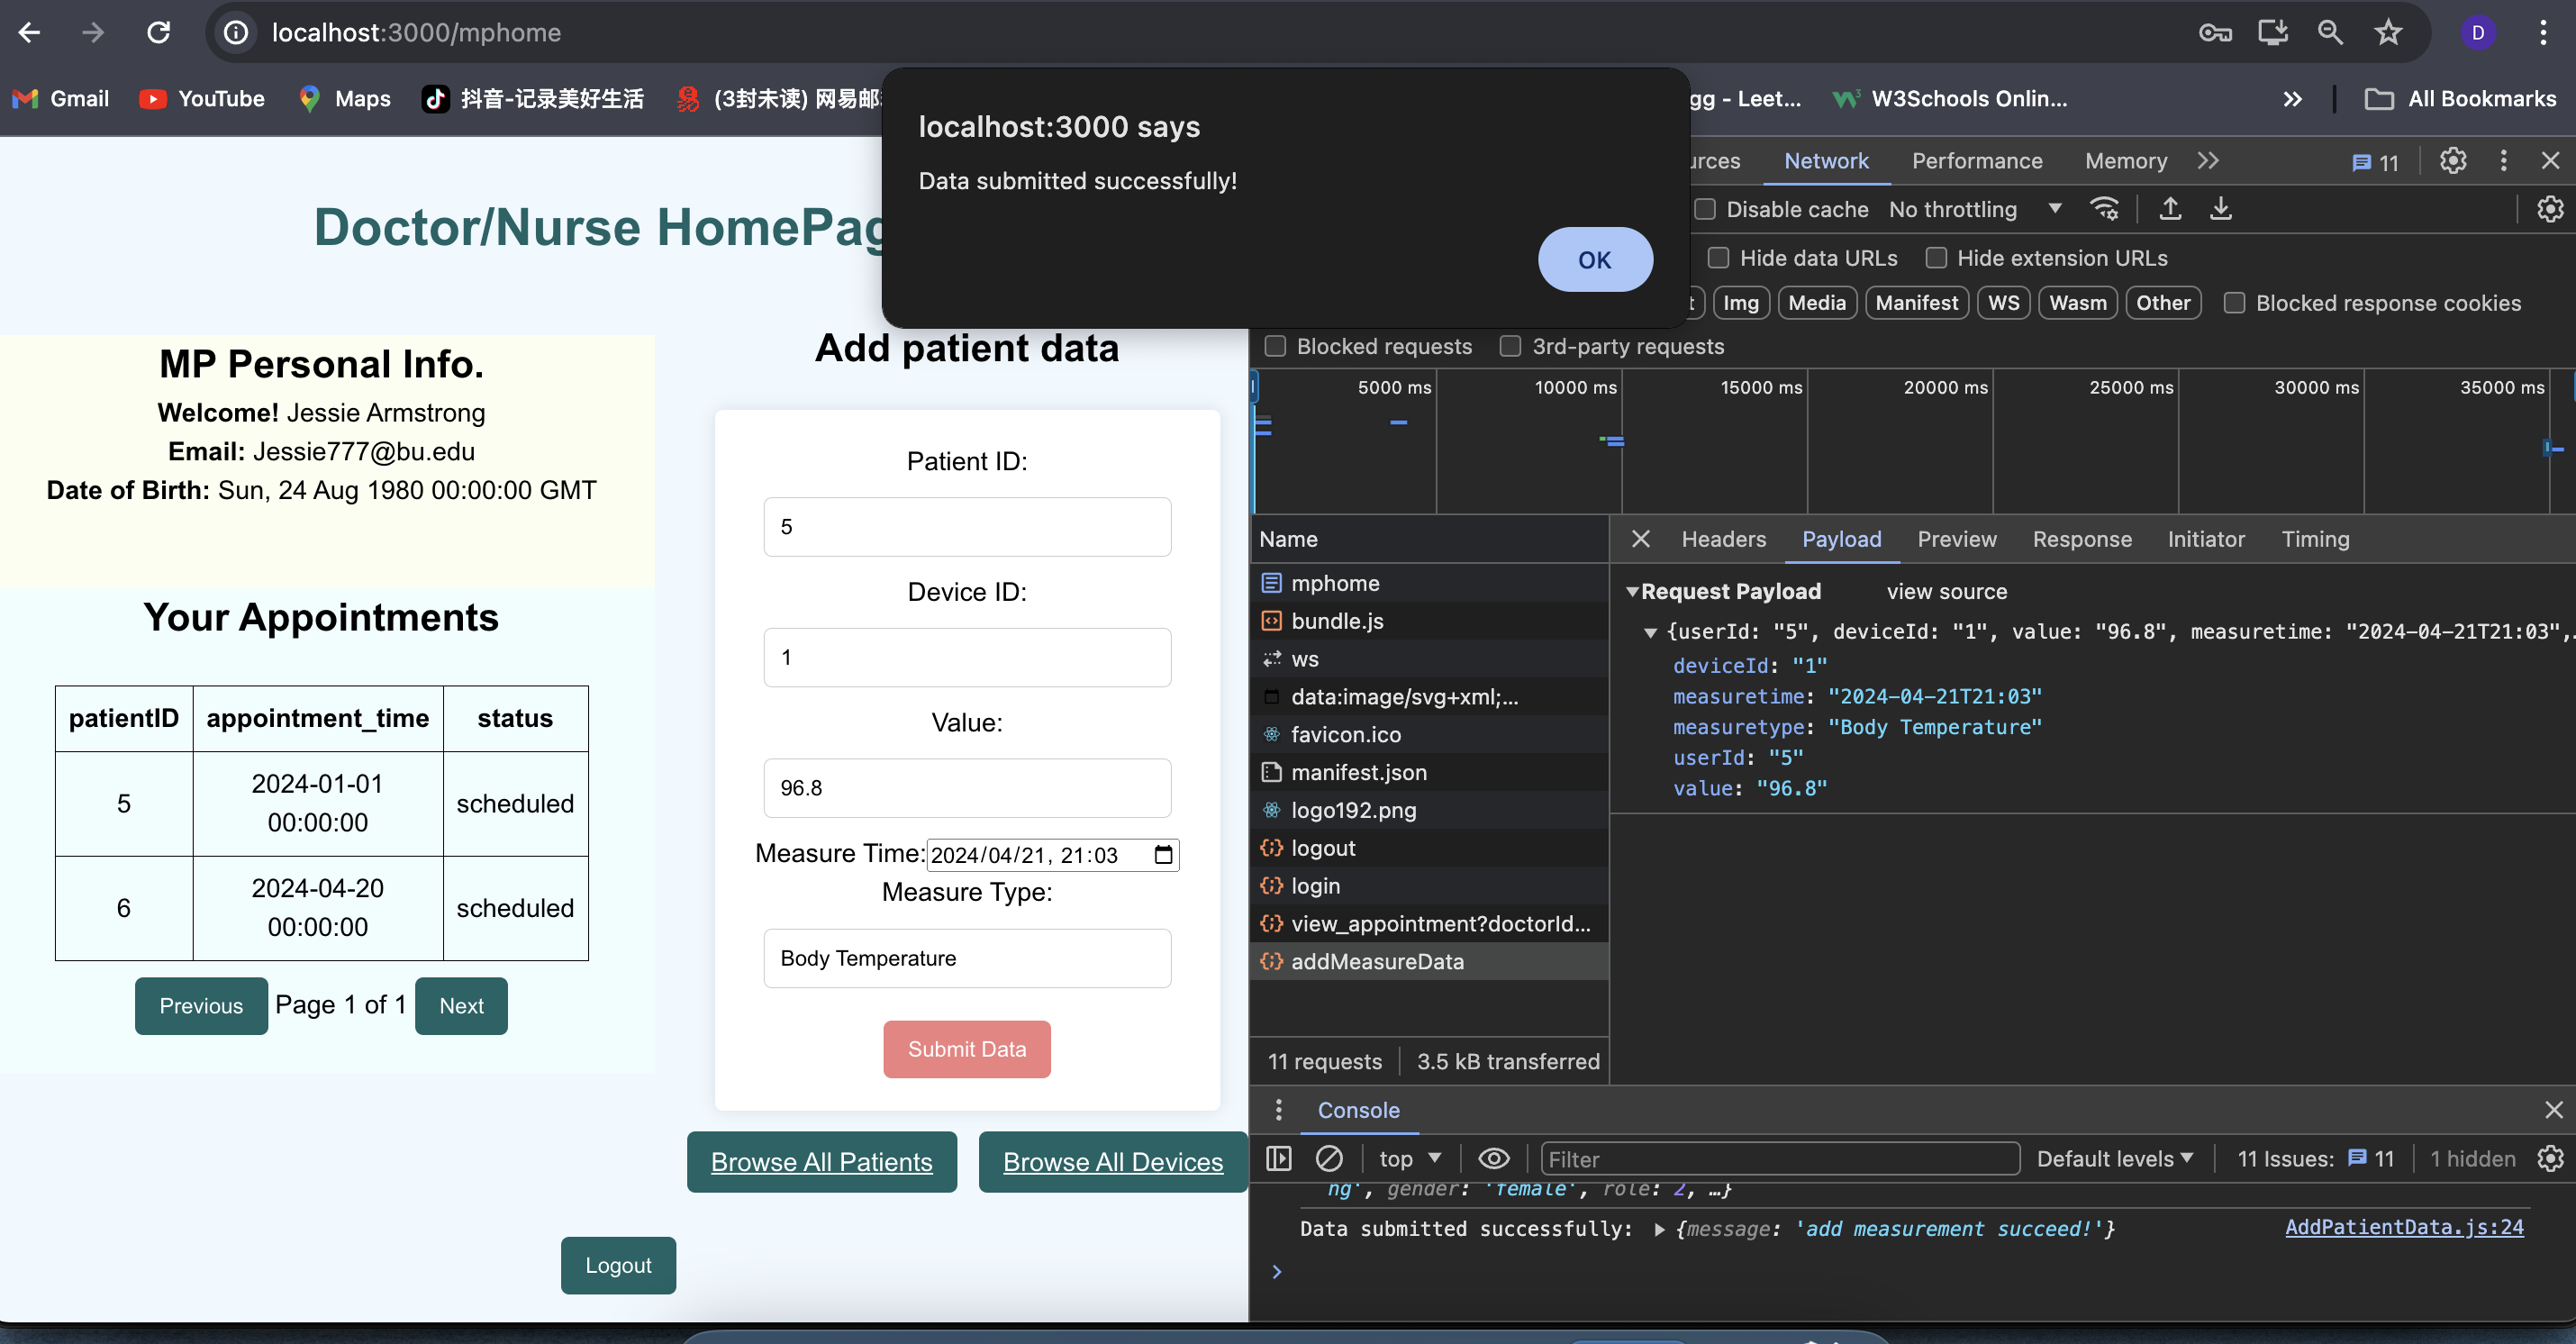 localhost:3000/mphome
D
Gmail
YouTube
Maps
抖音-记录美好生活
(3封未读) 网易邮
gg - Leet...
W3Schools Onlin...
All Bookmarks
localhost:3000 says
Data submitted successfully!
OK
Doctor/Nurse HomePag
MP Personal Info.
Welcome! Jessie Armstrong
Email: Jessie777@bu.edu
Date of Birth: Sun, 24 Aug 1980 00:00:00 GMT
Your Appointments
patientID appointment_time status
5 2024-01-01 00:00:00 scheduled
6 2024-04-20 00:00:00 scheduled
Previous Page 1 of 1 Next
Add patient data
Patient ID:
5
Device ID:
1
Value:
96.8
Measure Time: 2024/04/21, 21:03
Measure Type:
Body Temperature
Submit Data
Browse All Patients Browse All Devices
Logout
urces Network Performance Memory 11
Disable cache No throttling
Hide data URLs Hide extension URLs
t Img Media Manifest WS Wasm Other Blocked response cookies
Blocked requests 3rd-party requests
5000 ms 10000 ms 15000 ms 20000 ms 25000 ms 30000 ms 35000 ms
Name
mphome
bundle.js
ws
data:image/svg+xml;...
favicon.ico
manifest.json
logo192.png
logout
login
view_appointment?doctorId...
addMeasureData
11 requests 3.5 kB transferred
Headers Payload Preview Response Initiator Timing
Request Payload view source
{userId: "5", deviceId: "1", value: "96.8", measuretime: "2024-04-21T21:03",…
deviceId: "1"
measuretime: "2024-04-21T21:03"
measuretype: "Body Temperature"
userId: "5"
value: "96.8"
Console
top Filter Default levels 11 Issues: 11 1 hidden
ng', gender: 'female', role: 2, …}
Data submitted successfully: {message: 'add measurement succeed!'} AddPatientData.js:24